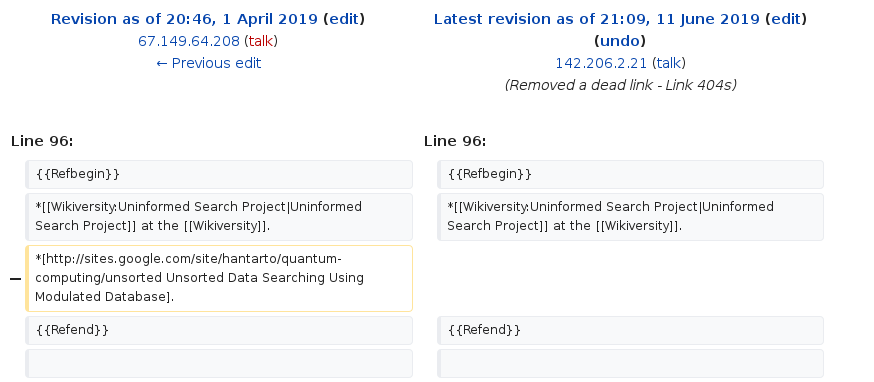 Revision as of 20:46, 1 April 2019 (edit)
67.149.64.208 (talk)
← Previous edit
Latest revision as of 21:09, 11 June 2019 (edit)
(undo)
142.206.2.21 (talk)
(Removed a dead link - Link 404s)
Line 96:
Line 96:
{{Refbegin}}
{{Refbegin}}
*[[Wikiversity:Uninformed Search Project|Uninformed
Search Project]] at the [[Wikiversity]].
*[[Wikiversity:Uninformed Search Project|Uninformed
Search Project]] at the [[Wikiversity]].
−
*[http://sites.google.com/site/hantarto/quantum-
computing/unsorted Unsorted Data Searching Using
Modulated Database].
{{Refend}}
{{Refend}}